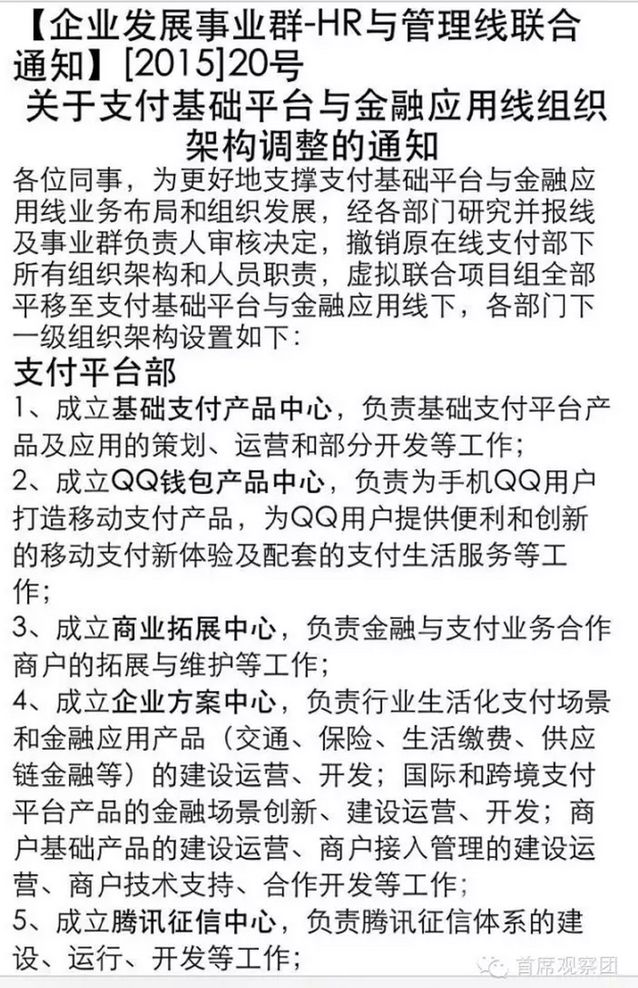 【企业发展事业群-HR与管理线联合
通知】[2015]20号
关于支付基础平台与金融应用线组织
架构调整的通知
各位同事，为更好地支撑支付基础平台与金融应
用线业务布局和组织发展，经各部门研究并报线
及事业群负责人审核决定，撤销原在线支付部下
所有组织架构和人员职责，虚拟联合项目组全部
平移至支付基础平台与金融应用线下，各部门下
一级组织架构设置如下：
支付平台部
1、成立基础支付产品中心，负责基础支付平台产
品及应用的策划、运营和部分开发等工作；
2、成立QQ钱包产品中心，负责为手机QQ用户
打造移动支付产品，为QQ用户提供便利和创新
的移动支付新体验及配套的支付生活服务等工
作；
3、成立商业拓展中心，负责金融与支付业务合作
商户的拓展与维护等工作；
4、成立企业方案中心，负责行业生活化支付场景
和金融应用产品（交通、保险、生活缴费、供应
链金融等）的建设运营、开发；国际和跨境支付
平台产品的金融场景创新、建设运营、开发；商
户基础产品的建设运营、商户接入管理的建设运
营、商户技术支持、合作开发等工作；
5、成立腾讯征信中心，负责腾讯征信体系的建
设、运行、开发等工作；
首席观察团